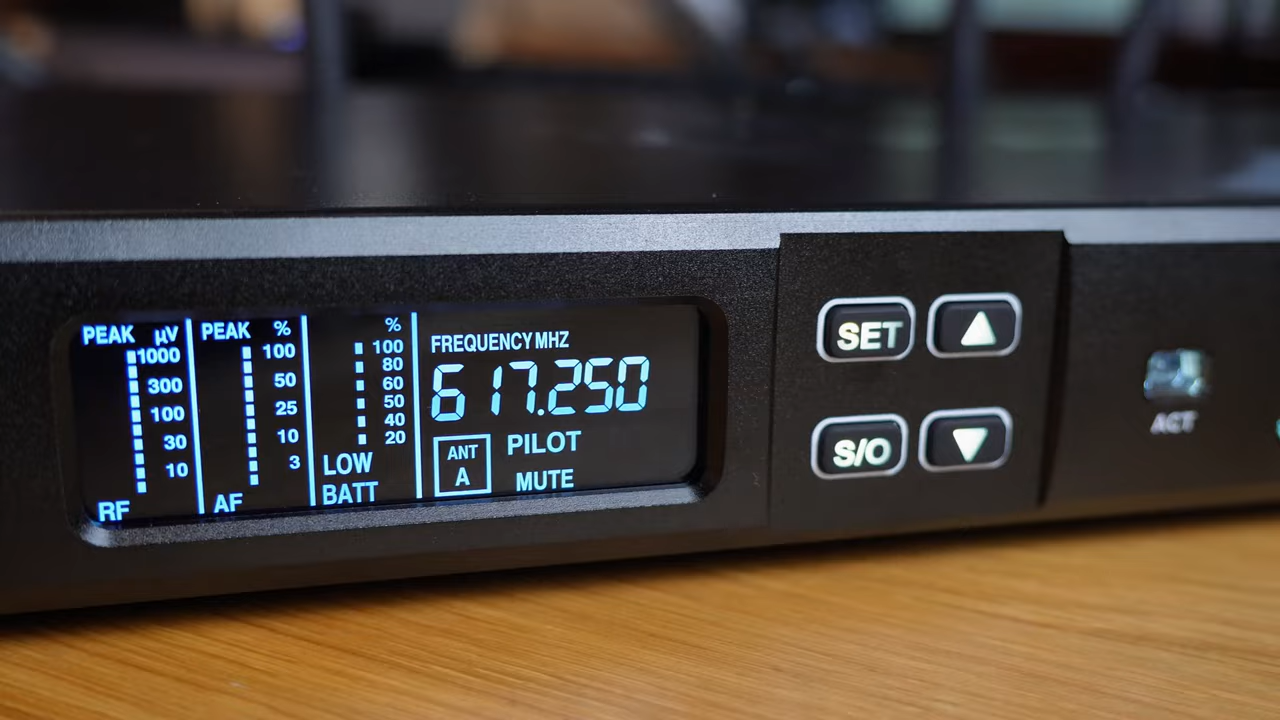 PEAK µV
1000
300
100
30
10
RF
PEAK %
100
50
25
10
3
AF
%
100
80
60
50
40
20
LOW
BATT
FREQUENCY MHZ
617.250
ANT
A
PILOT
MUTE
SET
S/O
ACT